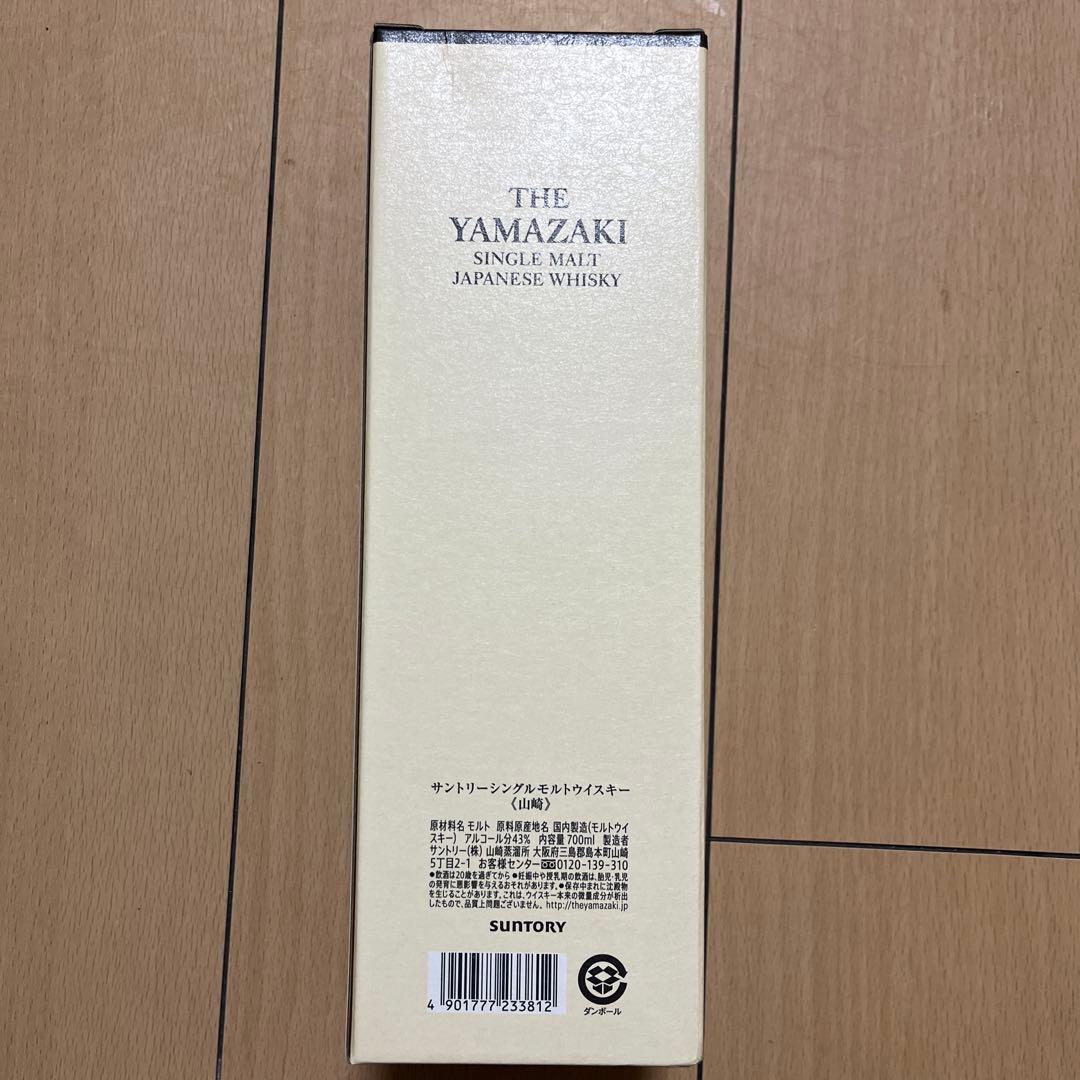 THE
YAMAZAKI
SINGLE MALT
JAPANESE WHISKY
サントリーシングルモルトウイスキー
《山崎》
原材料名 モルト 原料原産地名 国内製造(モルトウイ
スキー) アルコール分43% 内容量700ml 製造者
サントリー(株) 山崎蒸溜所 大阪府三島郡島本町山崎
5丁目2-1 お客様センター 0120-139-310
●飲酒は20歳を過ぎてから ●妊娠中や授乳期の飲酒は、胎児・乳児
の発育に悪影響を与えるおそれがあります。●保存中まれに沈殿物
を生じることがあります。これは、ウイスキー本来の微量成分が析出
したもので、品質上問題ございません。http://theyamazaki.jp
SUNTORY
4 901777 233812
ダンボール